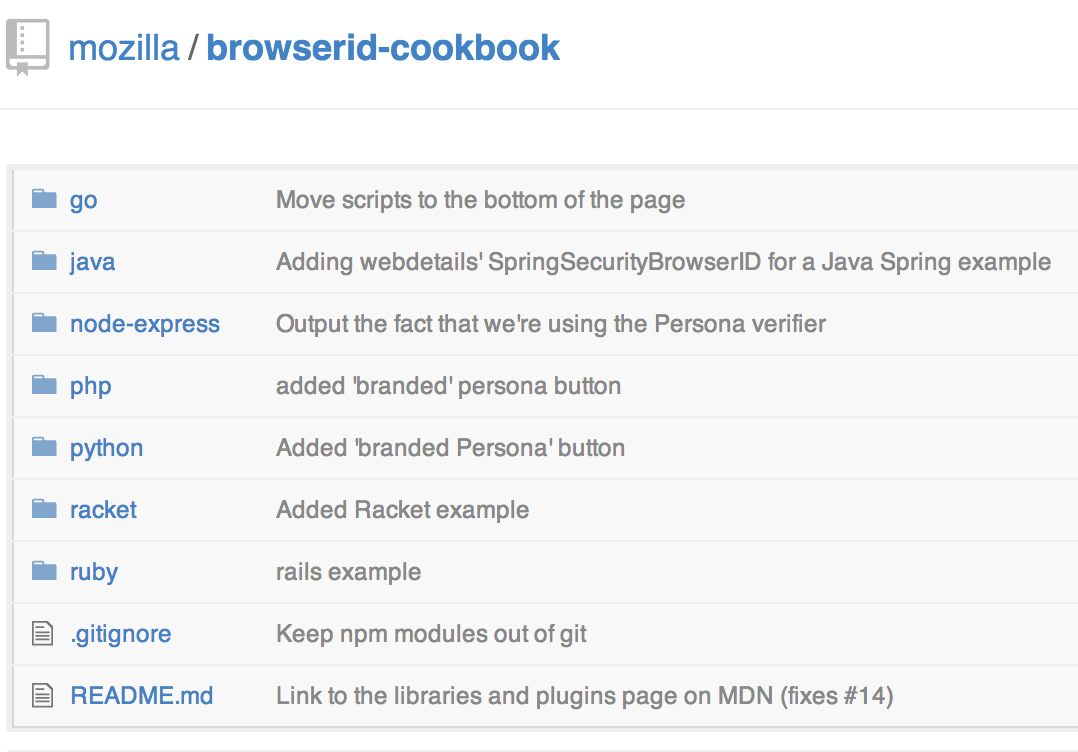 mozilla / browserid-cookbook
go Move scripts to the bottom of the page
java Adding webdetails' SpringSecurityBrowserID for a Java Spring example
node-express Output the fact that we're using the Persona verifier
php added 'branded' persona button
python Added 'branded Persona' button
racket Added Racket example
ruby rails example
.gitignore Keep npm modules out of git
README.md Link to the libraries and plugins page on MDN (fixes #14)